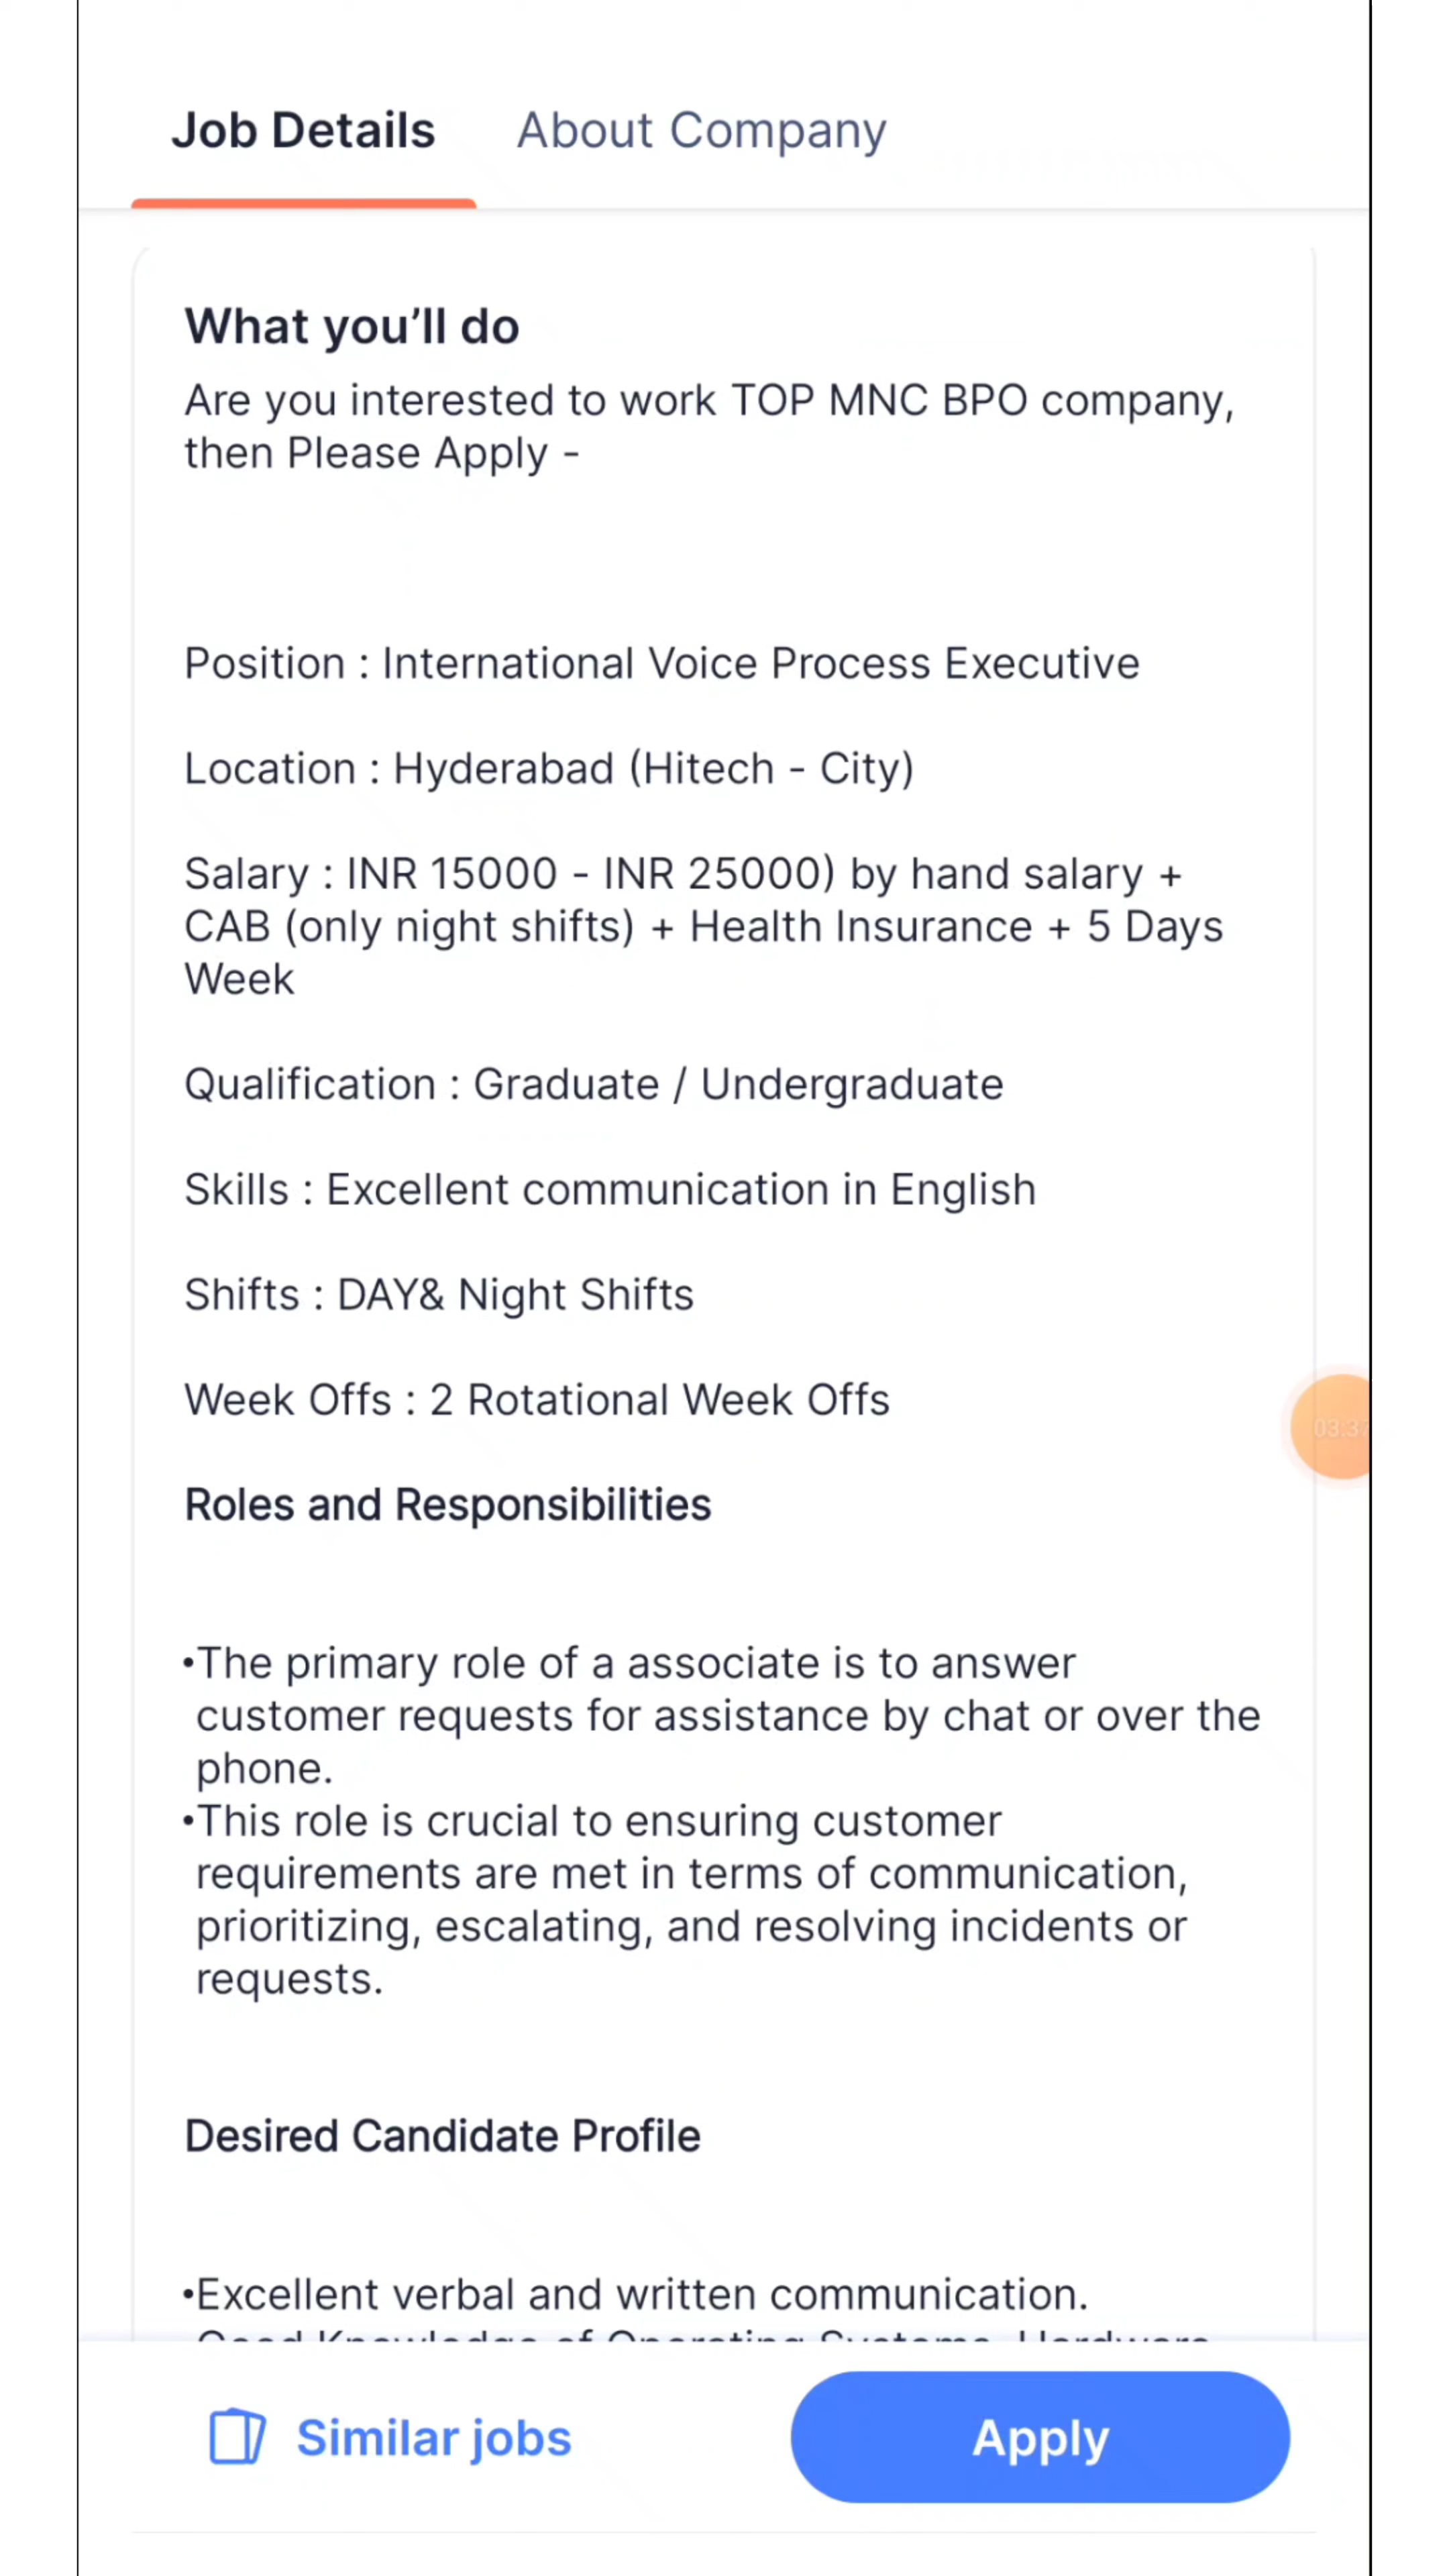 Job Details About Company
What you’ll do
Are you interested to work TOP MNC BPO company,
then Please Apply -
Position : International Voice Process Executive
Location : Hyderabad (Hitech - City)
Salary : INR 15000 - INR 25000) by hand salary +
CAB (only night shifts) + Health Insurance + 5 Days
Week
Qualification : Graduate / Undergraduate
Skills : Excellent communication in English
Shifts : DAY& Night Shifts
Week Offs : 2 Rotational Week Offs
Roles and Responsibilities
•The primary role of a associate is to answer
customer requests for assistance by chat or over the
phone.
•This role is crucial to ensuring customer
requirements are met in terms of communication,
prioritizing, escalating, and resolving incidents or
requests.
Desired Candidate Profile
•Excellent verbal and written communication.
Good Knowledge of Operating Systems, Hardware
Similar jobs Apply